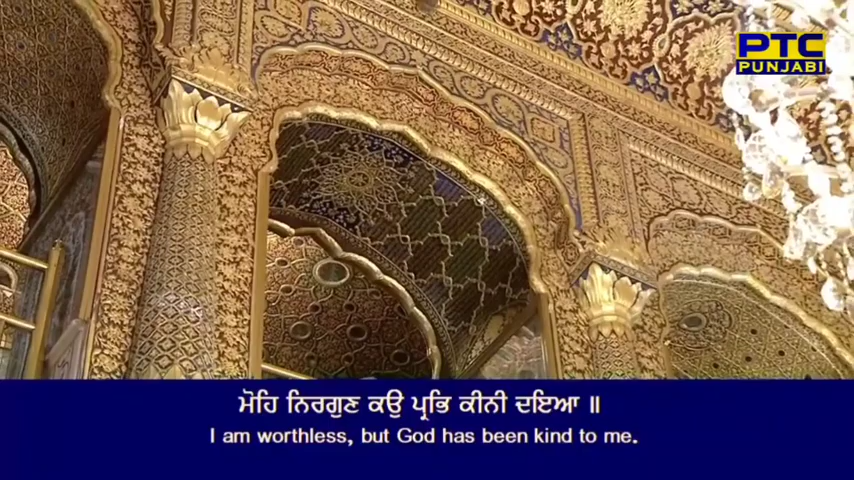 PTC
PUNJABI
ਮੋਹਿ ਨਿਰਗੁਣ ਕਉ ਪ੍ਰਭਿ ਕੀਨੀ ਦਇਆ ॥
I am worthless, but God has been kind to me.